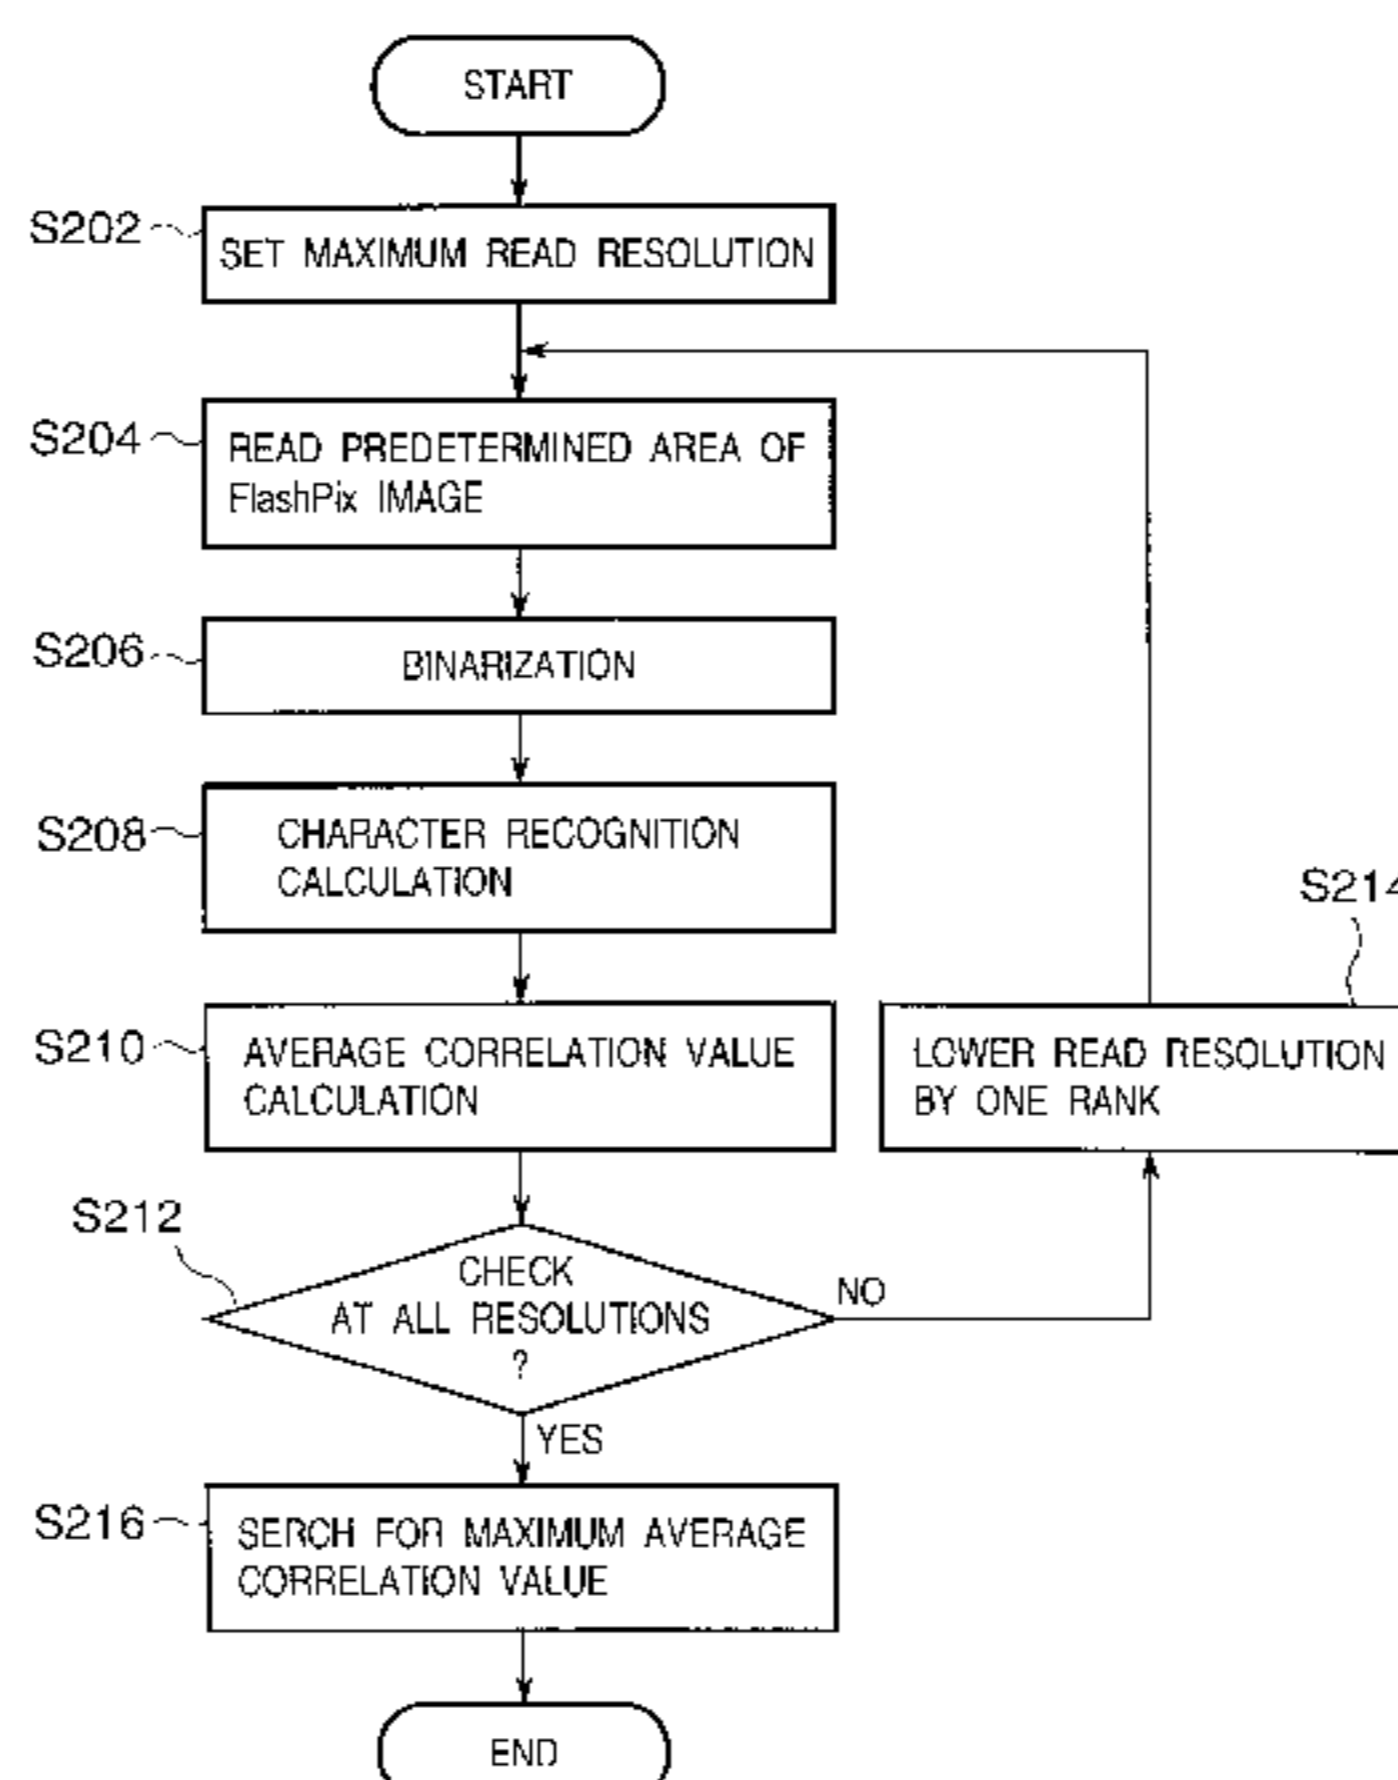 START
S202
SET MAXIMUM READ RESOLUTION
S204
READ PREDETERMINED AREA OF
FlashPix IMAGE
S206
BINARIZATION
S208
CHARACTER RECOGNITION
CALCULATION
S214
S210
AVERAGE CORRELATION VALUE
CALCULATION
LOWER READ RESOLUTION
BY ONE RANK
S212
CHECK
AT ALL RESOLUTIONS
?
NO
YES
S216
SERCH FOR MAXIMUM AVERAGE
CORRELATION VALUE
END